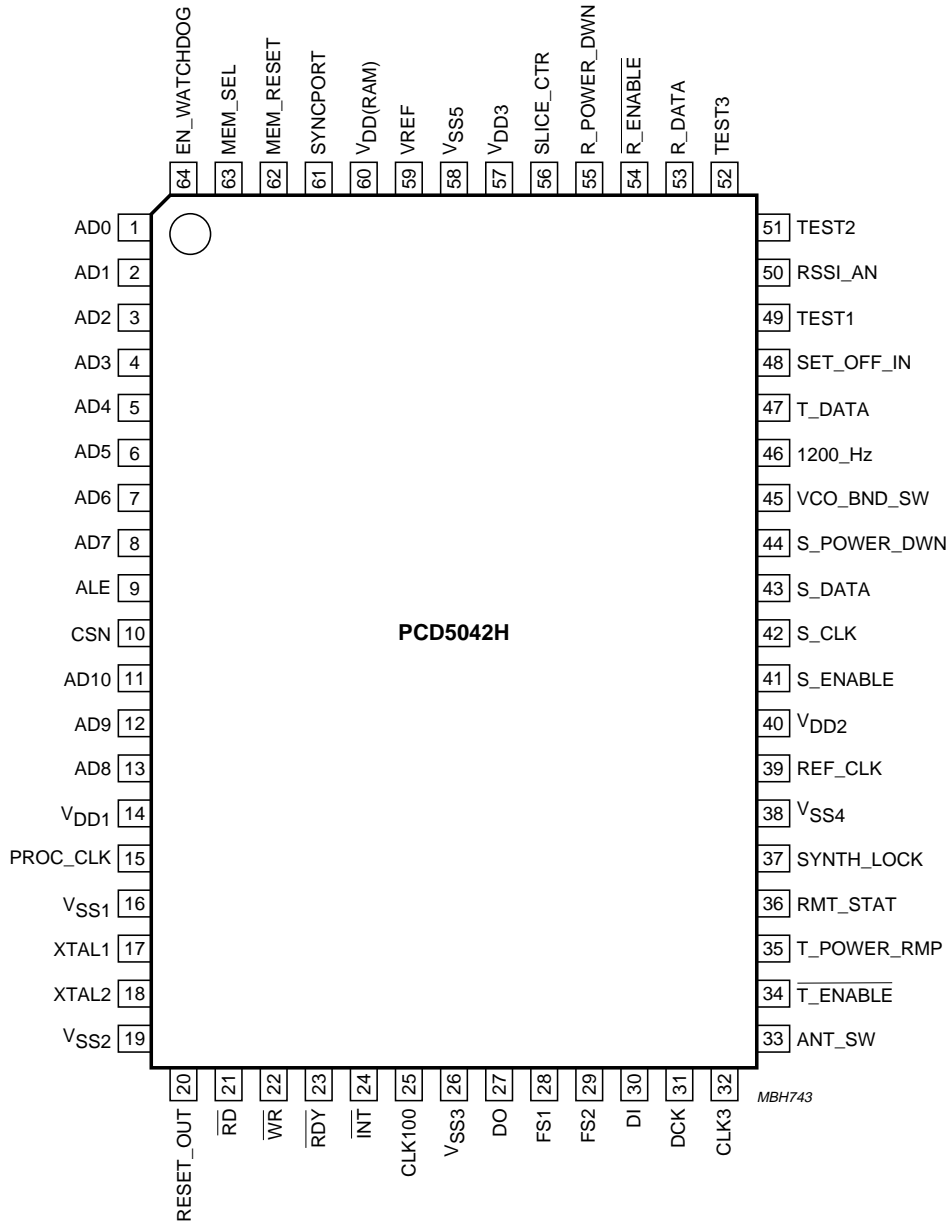 EN_WATCHDOG
MEM_SEL
MEM_RESET
SYNCPORT
VDD(RAM)
VREF
VSS5
VDD3
SLICE_CTR
R_POWER_DWN
R_ENABLE
R_DATA
TEST3
64 63 62 61 60 59 58 57 56 55 54 53 52
AD0 1
AD1 2
AD2 3
AD3 4
AD4 5
AD5 6
AD6 7
AD7 8
ALE 9
CSN 10
AD10 11
AD9 12
AD8 13
VDD1 14
PROC_CLK 15
VSS1 16
XTAL1 17
XTAL2 18
VSS2 19
PCD5042H
51 TEST2
50 RSSI_AN
49 TEST1
48 SET_OFF_IN
47 T_DATA
46 1200_Hz
45 VCO_BND_SW
44 S_POWER_DWN
43 S_DATA
42 S_CLK
41 S_ENABLE
40 VDD2
39 REF_CLK
38 VSS4
37 SYNTH_LOCK
36 RMT_STAT
35 T_POWER_RMP
34 T_ENABLE
33 ANT_SW
20 21 22 23 24 25 26 27 28 29 30 31 32
RESET_OUT
RD
WR
RDY
INT
CLK100
VSS3
DO
FS1
FS2
DI
DCK
CLK3
MBH743